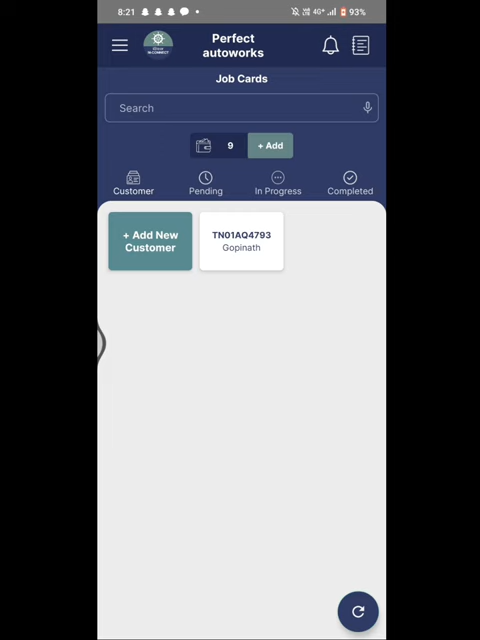 8:21
4G+
93%
Perfect
autoworks
Job Cards
Search
9
+ Add
Customer
Pending
In Progress
Completed
+ Add New
Customer
TN01AQ4793
Gopinath